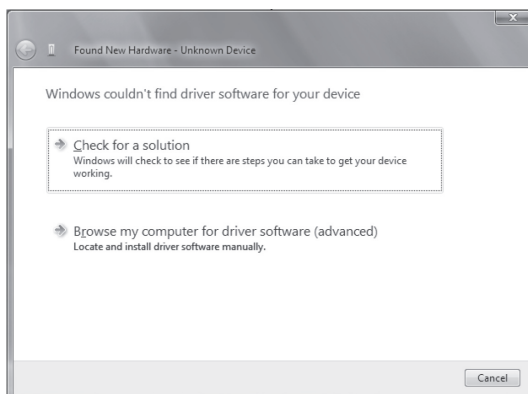 Found New Hardware - Unknown Device
Windows couldn't find driver software for your device
Check for a solution
Windows will check to see if there are steps you can take to get your device
working.
Browse my computer for driver software (advanced)
Locate and install driver software manually.
Cancel